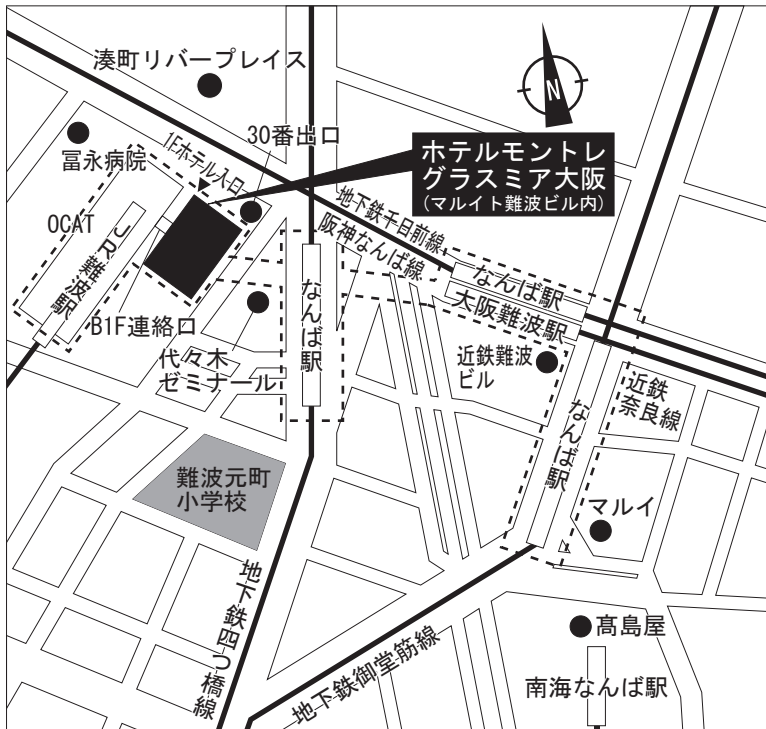 湊町リバープレイス
30番出口
N
冨永病院
1Fホテル入口
ホテルモントレ
グラスミア大阪
(マルイト難波ビル内)
OCAT
JR難波駅
地下鉄千日前線
阪神なんば線
なんば駅
大阪難波駅
B1F連絡口
なんば駅
代々木
ゼミナール
近鉄難波
ビル
近鉄
奈良線
なんば駅
難波元町
小学校
マルイ
地下鉄四つ橋線
地下鉄御堂筋線
髙島屋
南海なんば駅